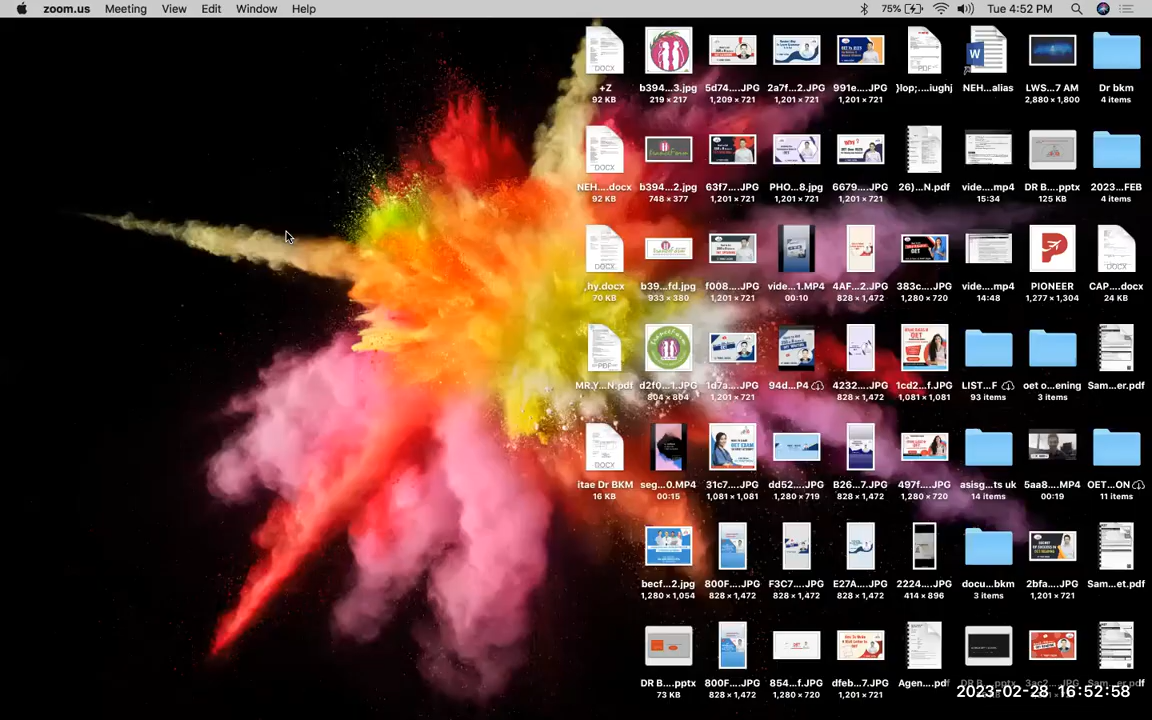 zoom.us Meeting View Edit Window Help 75% Tue 4:52 PM
+Z b394...3.jpg 5d74....JPG 2a7f...2.JPG 991e....JPG }lop;....iughj NEH....alias LWS...7 AM Dr bkm
92 KB 219 × 217 1,209 × 721 1,201 × 721 1,201 × 721 2,880 × 1,800 4 items
NEH....docx b394...2.jpg 63f7....JPG PHO...8.jpg 6679....JPG 26)...N.pdf vide....mp4 DR B....pptx 2023....FEB
92 KB 748 × 377 1,201 × 721 1,201 × 721 1,201 × 721 15:34 125 KB 4 items
,hy.docx b39...fd.jpg f008....JPG vide...1.MP4 4AF...2.JPG 383c....JPG vide....mp4 PIONEER CAP....docx
70 KB 933 × 380 1,201 × 721 00:10 828 × 1,472 1,280 × 720 14:48 1,277 × 1,304 24 KB
MR.Y...N.pdf d2f0...1.JPG 1d7a....JPG 94d...P4 4232....JPG 1cd2...f.JPG LIST...F oet o...ening Sam...er.pdf
804 × 804 1,201 × 721 828 × 1,472 1,081 × 1,081 93 items 3 items
itae Dr BKM seg...0.MP4 31c7....JPG dd52....JPG B26...7.JPG 497f....JPG asisg...ts uk 5aa8....MP4 OET...ON
16 KB 00:15 1,081 × 1,081 1,280 × 719 828 × 1,472 1,280 × 720 14 items 00:19 11 items
becf...2.jpg 800F....JPG F3C7....JPG E27A....JPG 2224....JPG docu...bkm 2bfa....JPG Sam...et.pdf
1,280 × 1,054 828 × 1,472 828 × 1,472 828 × 1,472 414 × 896 3 items 1,201 × 721
DR B....pptx 800F....JPG 854...f.JPG dfeb...7.JPG Agen....pdf DR B....pptx 3ac2....JPG Sam...er.pdf
73 KB 828 × 1,472 1,280 × 720 1,201 × 721
2023-02-28 16:52:58